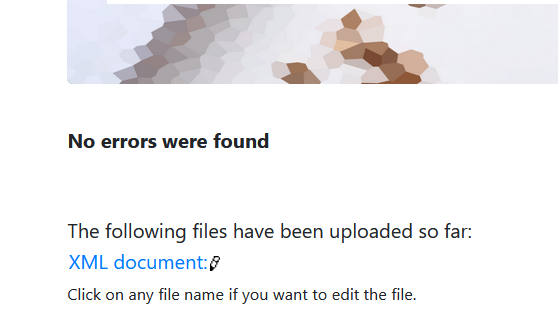 No errors were found
The following files have been uploaded so far:
XML document:
Click on any file name if you want to edit the file.